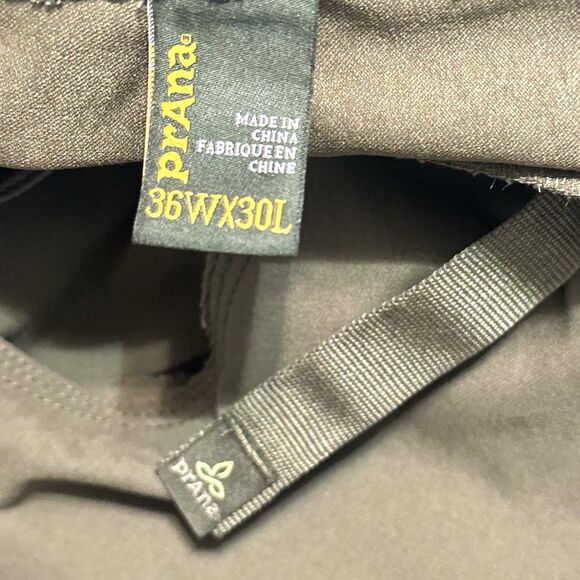 prAna
MADE IN
CHINA
FABRIQUE EN
CHINE
36WX30L
prAna